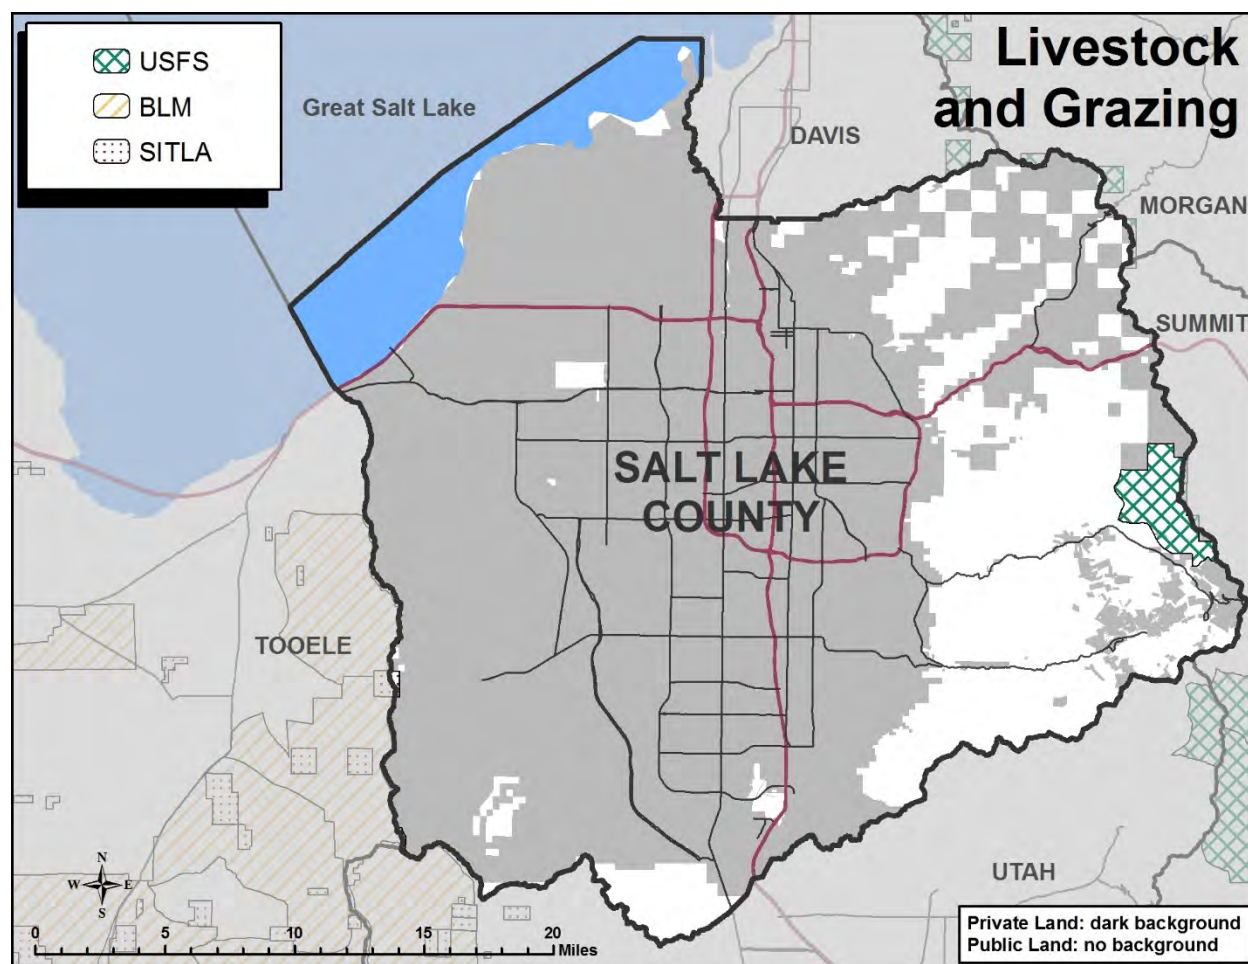 Livestock
and Grazing
USFS
BLM
SITLA
Great Salt Lake
DAVIS
MORGAN
SUMMIT
SALT LAKE
COUNTY
TOOELE
UTAH
N
W E
S
0 5 10 15 20
Miles
Private Land: dark background
Public Land: no background